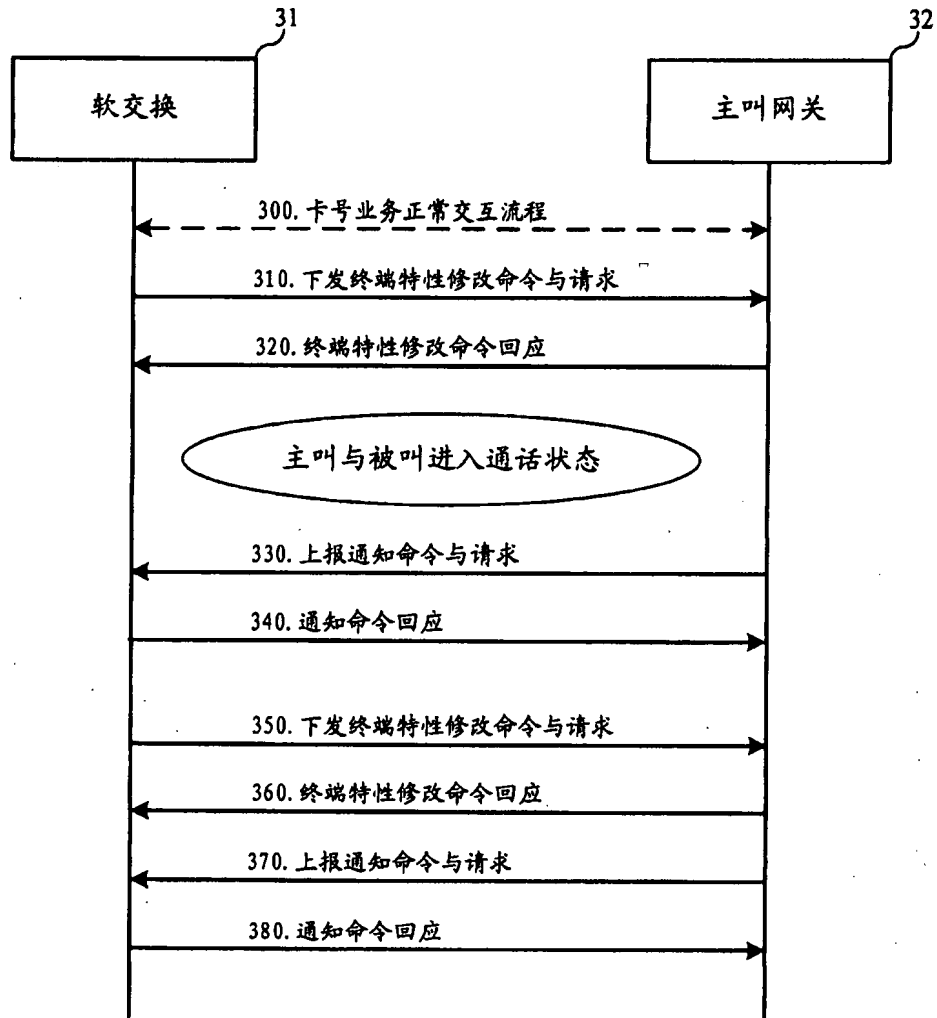 31
32
软交换
主叫网关
300.卡号业务正常交互流程
310.下发终端特性修改命令与请求
320.终端特性修改命令回应
主叫与被叫进入通话状态
330.上报通知命令与请求
340.通知命令回应
350.下发终端特性修改命令与请求
360.终端特性修改命令回应
370.上报通知命令与请求
380.通知命令回应